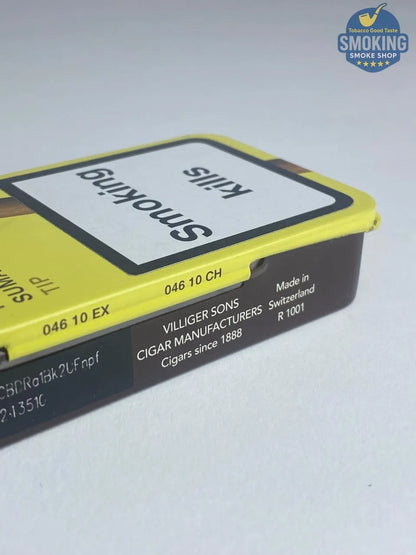 Tobacco Good Taste
SMOKING
SMOKE SHOP
Smoking
kills
TIP
046 10 EX
046 10 CH
VILLIGER SONS
CIGAR MANUFACTURERS
Cigars since 1888
Made in
Switzerland
R 1001